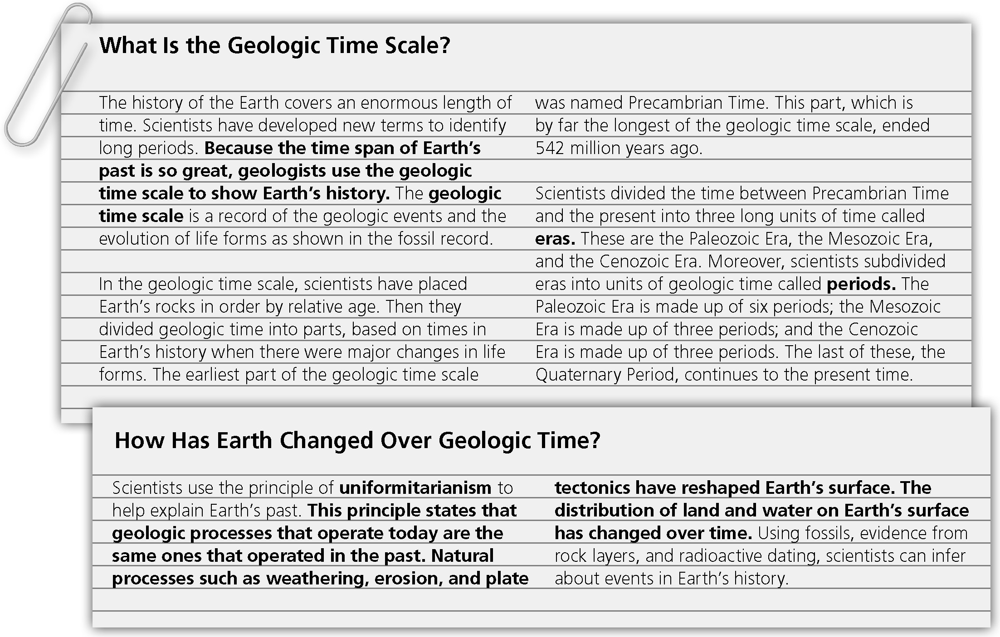 What Is the Geologic Time Scale?
The history of the Earth covers an enormous length of
time. Scientists have developed new terms to identify
long periods. Because the time span of Earth's
past is so great, geologists use the geologic
time scale to show Earth's history. The geologic
time scale is a record of the geologic events and the
evolution of life forms as shown in the fossil record.
In the geologic time scale, scientists have placed
Earth's rocks in order by relative age. Then they
divided geologic time into parts, based on times in
Earth's history when there were major changes in life
forms. The earliest part of the geologic time scale
was named Precambrian Time. This part, which is
by far the longest of the geologic time scale, ended
542 million years ago.
Scientists divided the time between Precambrian Time
and the present into three long units of time called
eras. These are the Paleozoic Era, the Mesozoic Era,
and the Cenozoic Era. Moreover, scientists subdivided
eras into units of geologic time called periods. The
Paleozoic Era is made up of six periods; the Mesozoic
Era is made up of three periods; and the Cenozoic
Era is made up of three periods. The last of these, the
Quaternary Period, continues to the present time.
How Has Earth Changed Over Geologic Time?
Scientists use the principle of uniformitarianism to
help explain Earth's past. This principle states that
geologic processes that operate today are the
same ones that operated in the past. Natural
processes such as weathering, erosion, and plate
tectonics have reshaped Earth's surface. The
distribution of land and water on Earth's surface
has changed over time. Using fossils, evidence from
rock layers, and radioactive dating, scientists can infer
about events in Earth's history.